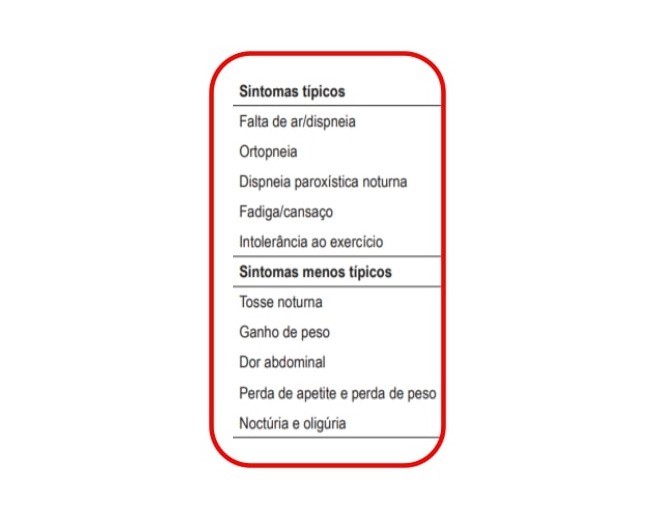 Sintomas típicos
Falta de ar/dispneia
Ortopneia
Dispneia paroxística noturna
Fadiga/cansaço
Intolerância ao exercício
Sintomas menos típicos
Tosse noturna
Ganho de peso
Dor abdominal
Perda de apetite e perda de peso
Noctúria e oligúria